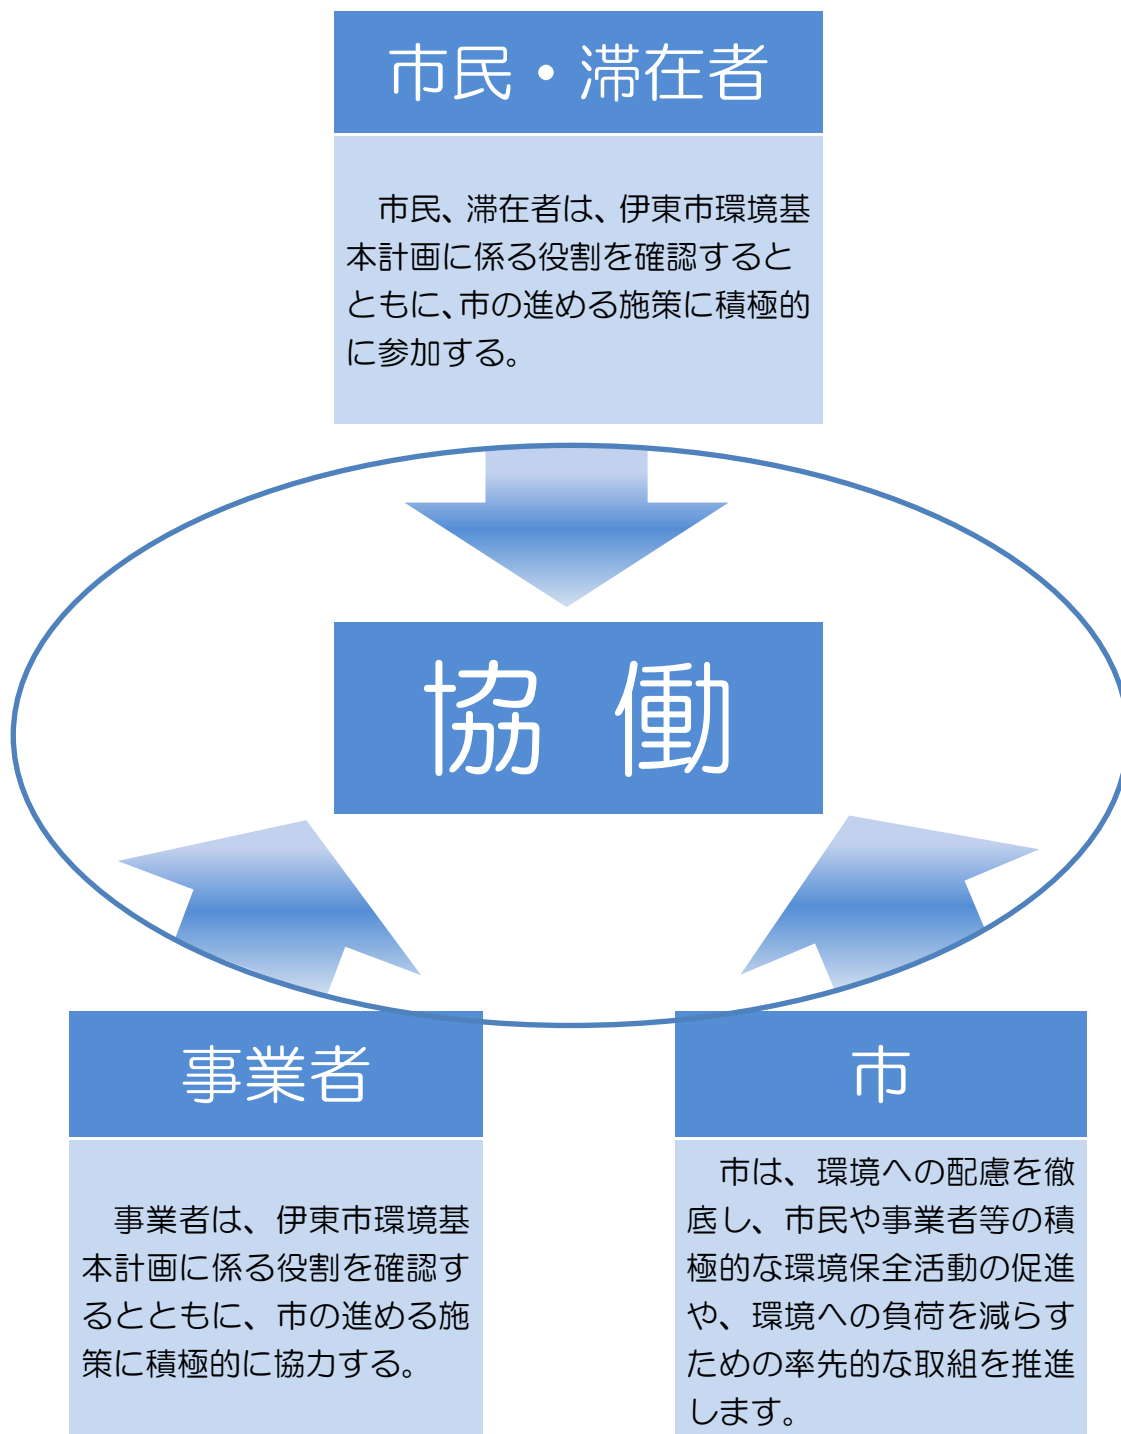 市民・滞在者
　市民、滞在者は、伊東市環境基
本計画に係る役割を確認すると
ともに、市の進める施策に積極的
に参加する。
協　働
事業者
　事業者は、伊東市環境基
本計画に係る役割を確認す
るとともに、市の進める施
策に積極的に協力する。
市
　市は、環境への配慮を徹
底し、市民や事業者等の積
極的な環境保全活動の促進
や、環境への負荷を減らす
ための率先的な取組を推進
します。